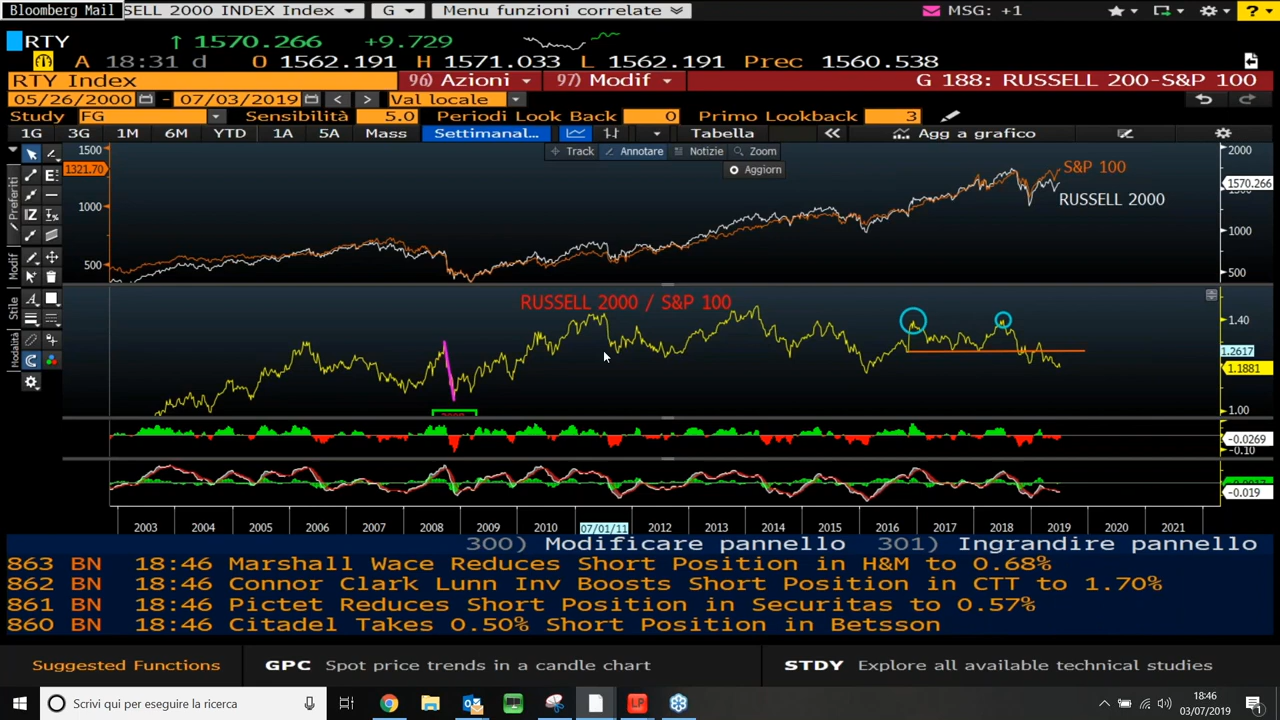 Bloomberg Mail SELL 2000 INDEX Index G Menu funzioni correlate MSG: +1 ?
RTY ↑ 1570.266 +9.729
A 18:31 d O 1562.191 H 1571.033 L 1562.191 Prec 1560.538
RTY Index 96) Azioni 97) Modif G 188: RUSSELL 200-S&P 100
05/26/2000 - 07/03/2019 < > Val locale
Study FG Sensibilità 5.0 Periodi Look Back 0 Primo Lookback 3
1G 3G 1M 6M YTD 1A 5A Mass Settimanal... Tabella « Agg a grafico
Track Annotare Notizie Zoom
Aggiorn
Preferiti
Modif
Stile
Modalità
1500
1321.70
1000
500
S&P 100
RUSSELL 2000
2000
1570.266
1000
500
RUSSELL 2000 / S&P 100
1.40
1.2617
1.1881
1.00
-0.0269
-0.10
-0.019
2003 2004 2005 2006 2007 2008 2009 2010 07/01/11 2012 2013 2014 2015 2016 2017 2018 2019 2020 2021
300) Modificare pannello 301) Ingrandire pannello
863 BN 18:46 Marshall Wace Reduces Short Position in H&M to 0.68%
862 BN 18:46 Connor Clark Lunn Inv Boosts Short Position in CTT to 1.70%
861 BN 18:46 Pictet Reduces Short Position in Securitas to 0.57%
860 BN 18:46 Citadel Takes 0.50% Short Position in Betsson
Suggested Functions GPC Spot price trends in a candle chart STDY Explore all available technical studies
Scrivi qui per eseguire la ricerca
18:46
03/07/2019